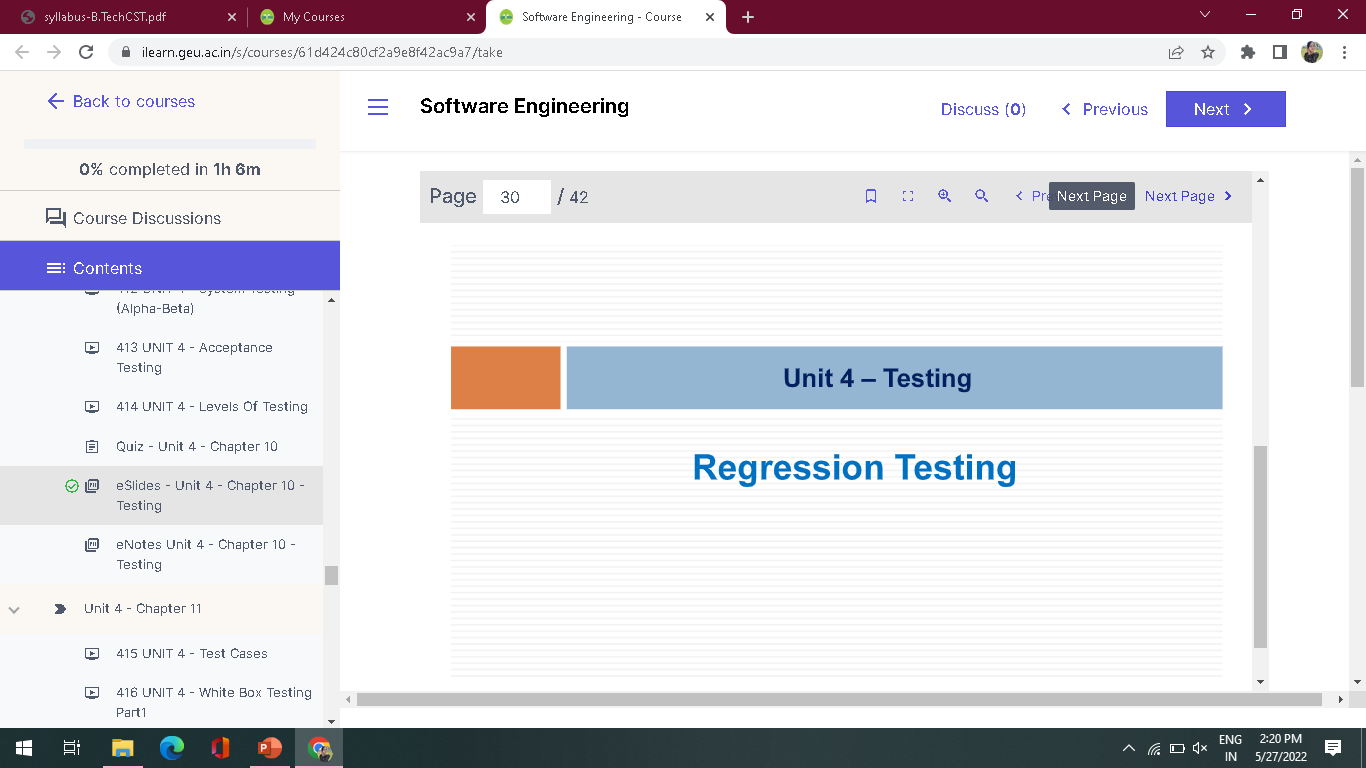 syllabus-B.TechCST.pdf
My Courses
Software Engineering - Course
ilearn.geu.ac.in/s/courses/61d424c80cf2a9e8f42ac9a7/take
Back to courses
0% completed in 1h 6m
Course Discussions
Contents
(Alpha-Beta)
413 UNIT 4 - Acceptance
Testing
414 UNIT 4 - Levels Of Testing
Quiz - Unit 4 - Chapter 10
eSlides - Unit 4 - Chapter 10 -
Testing
eNotes Unit 4 - Chapter 10 -
Testing
Unit 4 - Chapter 11
415 UNIT 4 - Test Cases
416 UNIT 4 - White Box Testing
Part1
Software Engineering
Discuss (0)
Previous
Next
Page 30 / 42
Pre
Next Page
Next Page
Unit 4 – Testing
Regression Testing
ENG
IN
2:20 PM
5/27/2022